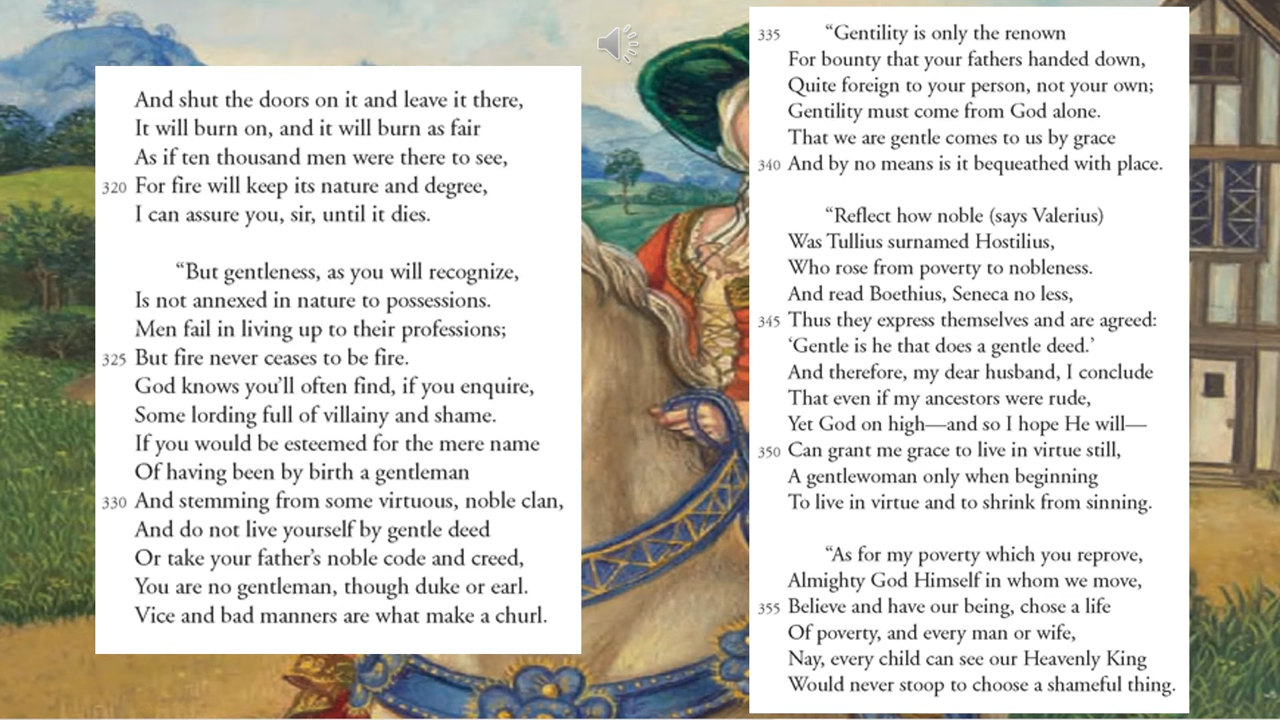 And shut the doors on it and leave it there,
It will burn on, and it will burn as fair
As if ten thousand men were there to see,
320 For fire will keep its nature and degree,
I can assure you, sir, until it dies.
“But gentleness, as you will recognize,
Is not annexed in nature to possessions.
Men fail in living up to their professions;
325 But fire never ceases to be fire.
God knows you’ll often find, if you enquire,
Some lording full of villainy and shame.
If you would be esteemed for the mere name
Of having been by birth a gentleman
330 And stemming from some virtuous, noble clan,
And do not live yourself by gentle deed
Or take your father’s noble code and creed,
You are no gentleman, though duke or earl.
Vice and bad manners are what make a churl.
335 “Gentility is only the renown
For bounty that your fathers handed down,
Quite foreign to your person, not your own;
Gentility must come from God alone.
That we are gentle comes to us by grace
340 And by no means is it bequeathed with place.
“Reflect how noble (says Valerius)
Was Tullius surnamed Hostilius,
Who rose from poverty to nobleness.
And read Boethius, Seneca no less,
345 Thus they express themselves and are agreed:
‘Gentle is he that does a gentle deed.’
And therefore, my dear husband, I conclude
That even if my ancestors were rude,
Yet God on high—and so I hope He will—
350 Can grant me grace to live in virtue still,
A gentlewoman only when beginning
To live in virtue and to shrink from sinning.
“As for my poverty which you reprove,
Almighty God Himself in whom we move,
355 Believe and have our being, chose a life
Of poverty, and every man or wife,
Nay, every child can see our Heavenly King
Would never stoop to choose a shameful thing.